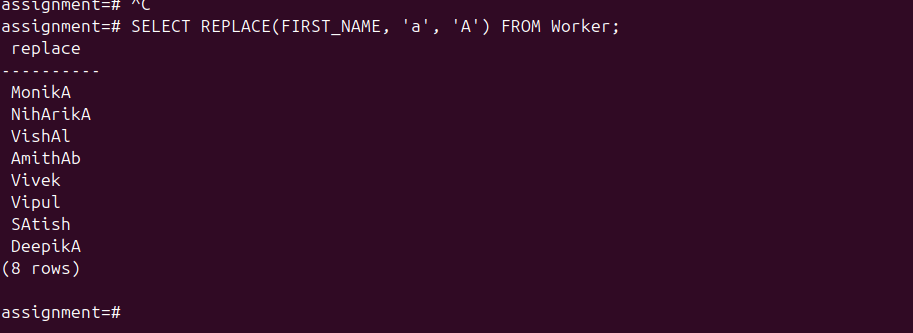 assignment=# ^C
assignment=# SELECT REPLACE(FIRST_NAME, 'a', 'A') FROM Worker;
replace
----------
MonikA
NihArikA
VishAl
AmithAb
Vivek
Vipul
SAtish
DeepikA
(8 rows)
assignment=#